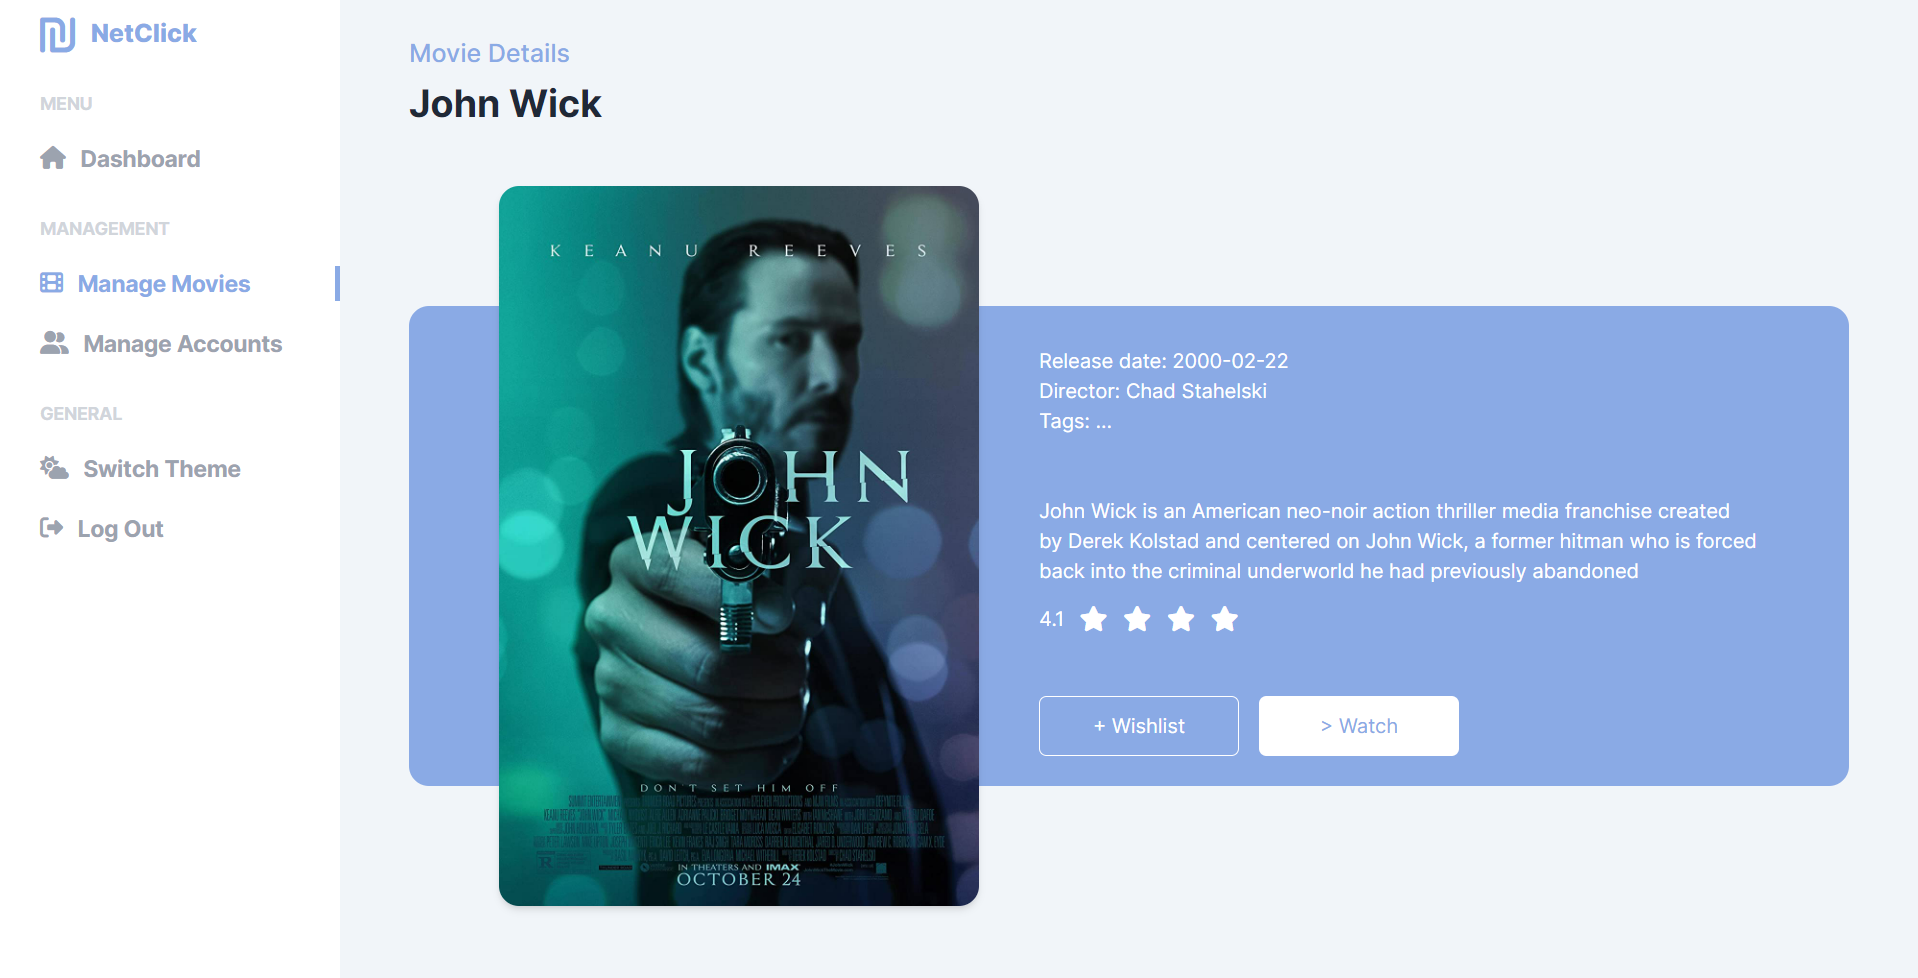 NetClick
MENU
Dashboard
MANAGEMENT
Manage Movies
Manage Accounts
GENERAL
Switch Theme
Log Out
Movie Details
John Wick
KEANU REEVES
JOHN
WICK
DON'T SET HIM OFF
IN THEATERS AND IMAX
OCTOBER 24
Release date: 2000-02-22
Director: Chad Stahelski
Tags: ...
John Wick is an American neo-noir action thriller media franchise created
by Derek Kolstad and centered on John Wick, a former hitman who is forced
back into the criminal underworld he had previously abandoned
4.1
+ Wishlist
> Watch